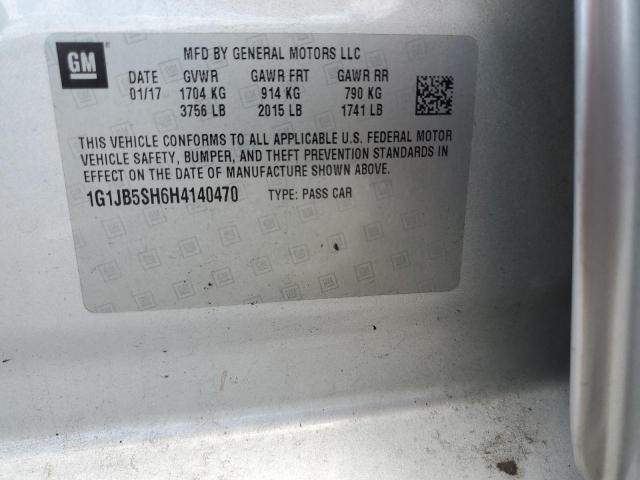 GM
MFD BY GENERAL MOTORS LLC
DATE GVWR GAWR FRT GAWR RR
01/17 1704 KG 914 KG 790 KG
3756 LB 2015 LB 1741 LB
THIS VEHICLE CONFORMS TO ALL APPLICABLE U.S. FEDERAL MOTOR
VEHICLE SAFETY, BUMPER, AND THEFT PREVENTION STANDARDS IN
EFFECT ON THE DATE OF MANUFACTURE SHOWN ABOVE.
1G1JB5SH6H4140470 TYPE: PASS CAR